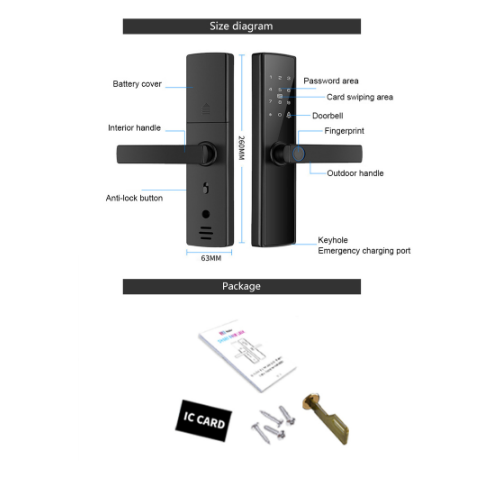 Size diagram
Battery cover
Password area
Card swiping area
Doorbell
Interior handle
Fingerprint
260MM
Outdoor handle
Anti-lock button
Keyhole
Emergency charging port
63MM
Package
IC CARD